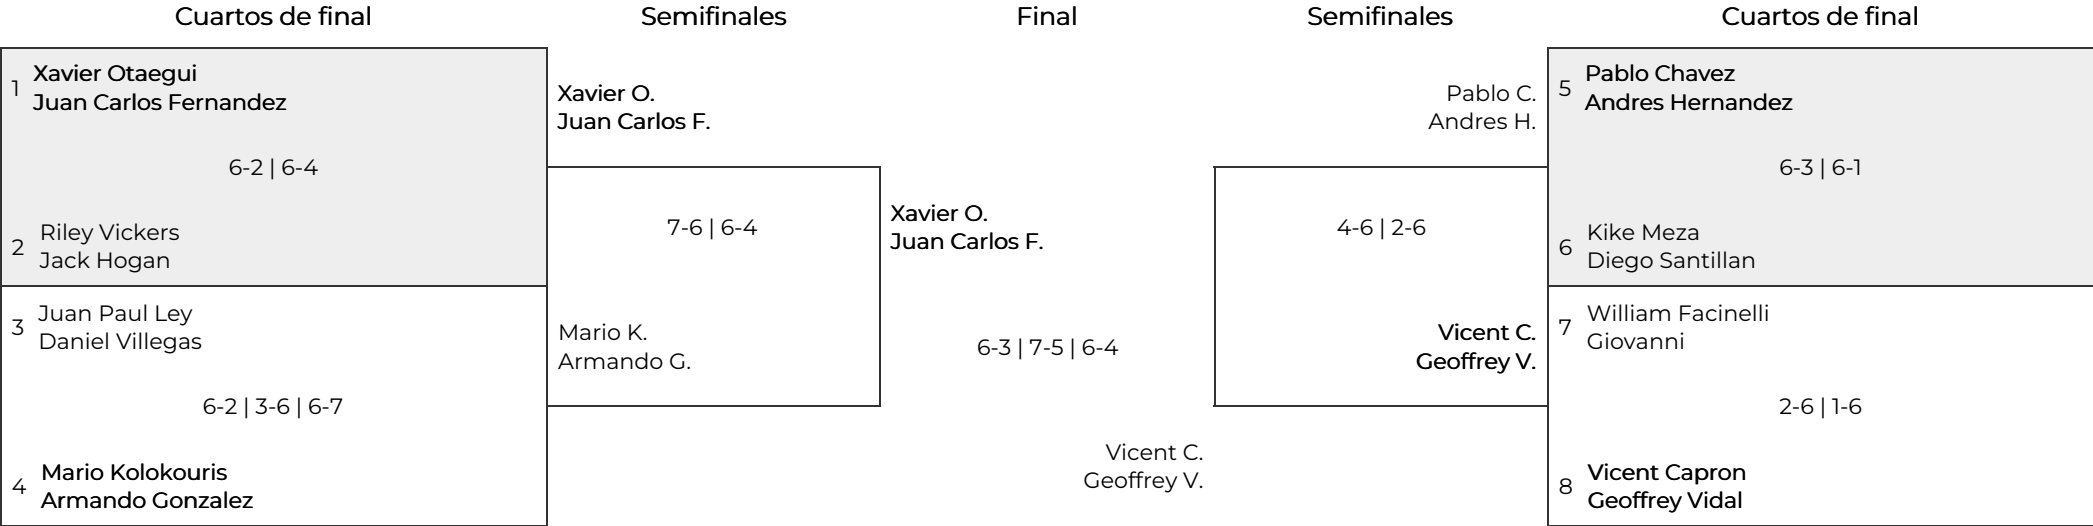 Cuartos de final
Semifinales
Final
Semifinales
Cuartos de final
1
Xavier Otaegui
Juan Carlos Fernandez
6-2 | 6-4
2
Riley Vickers
Jack Hogan
3
Juan Paul Ley
Daniel Villegas
6-2 | 3-6 | 6-7
4
Mario Kolokouris
Armando Gonzalez
Xavier O.
Juan Carlos F.
7-6 | 6-4
Mario K.
Armando G.
Xavier O.
Juan Carlos F.
6-3 | 7-5 | 6-4
Vicent C.
Geoffrey V.
Pablo C.
Andres H.
4-6 | 2-6
Vicent C.
Geoffrey V.
5
Pablo Chavez
Andres Hernandez
6-3 | 6-1
6
Kike Meza
Diego Santillan
7
William Facinelli
Giovanni
2-6 | 1-6
8
Vicent Capron
Geoffrey Vidal